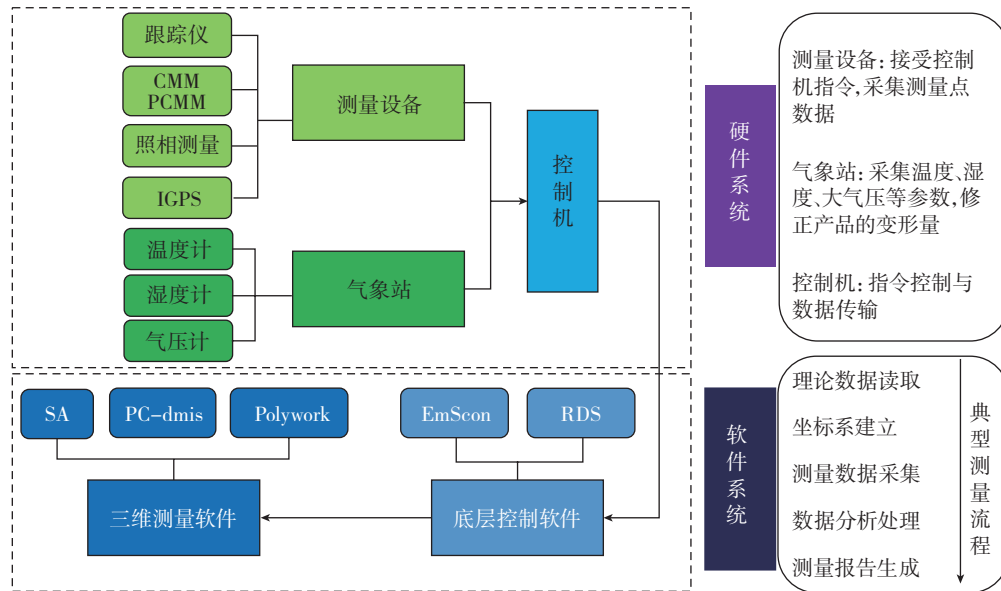 跟踪仪
CMM
PCMM
照相测量
IGPS
温度计
湿度计
气压计
测量设备
气象站
控制机
硬件系统
测量设备：接受控制
机指令，采集测量点
数据
气象站：采集温度、湿
度、大气压等参数，修
正产品的变形量
控制机：指令控制与
数据传输
SA
PC-dmis
Polywork
EmScon
RDS
三维测量软件
底层控制软件
软件系统
理论数据读取
坐标系建立
测量数据采集
数据分析处理
测量报告生成
典型测量流程